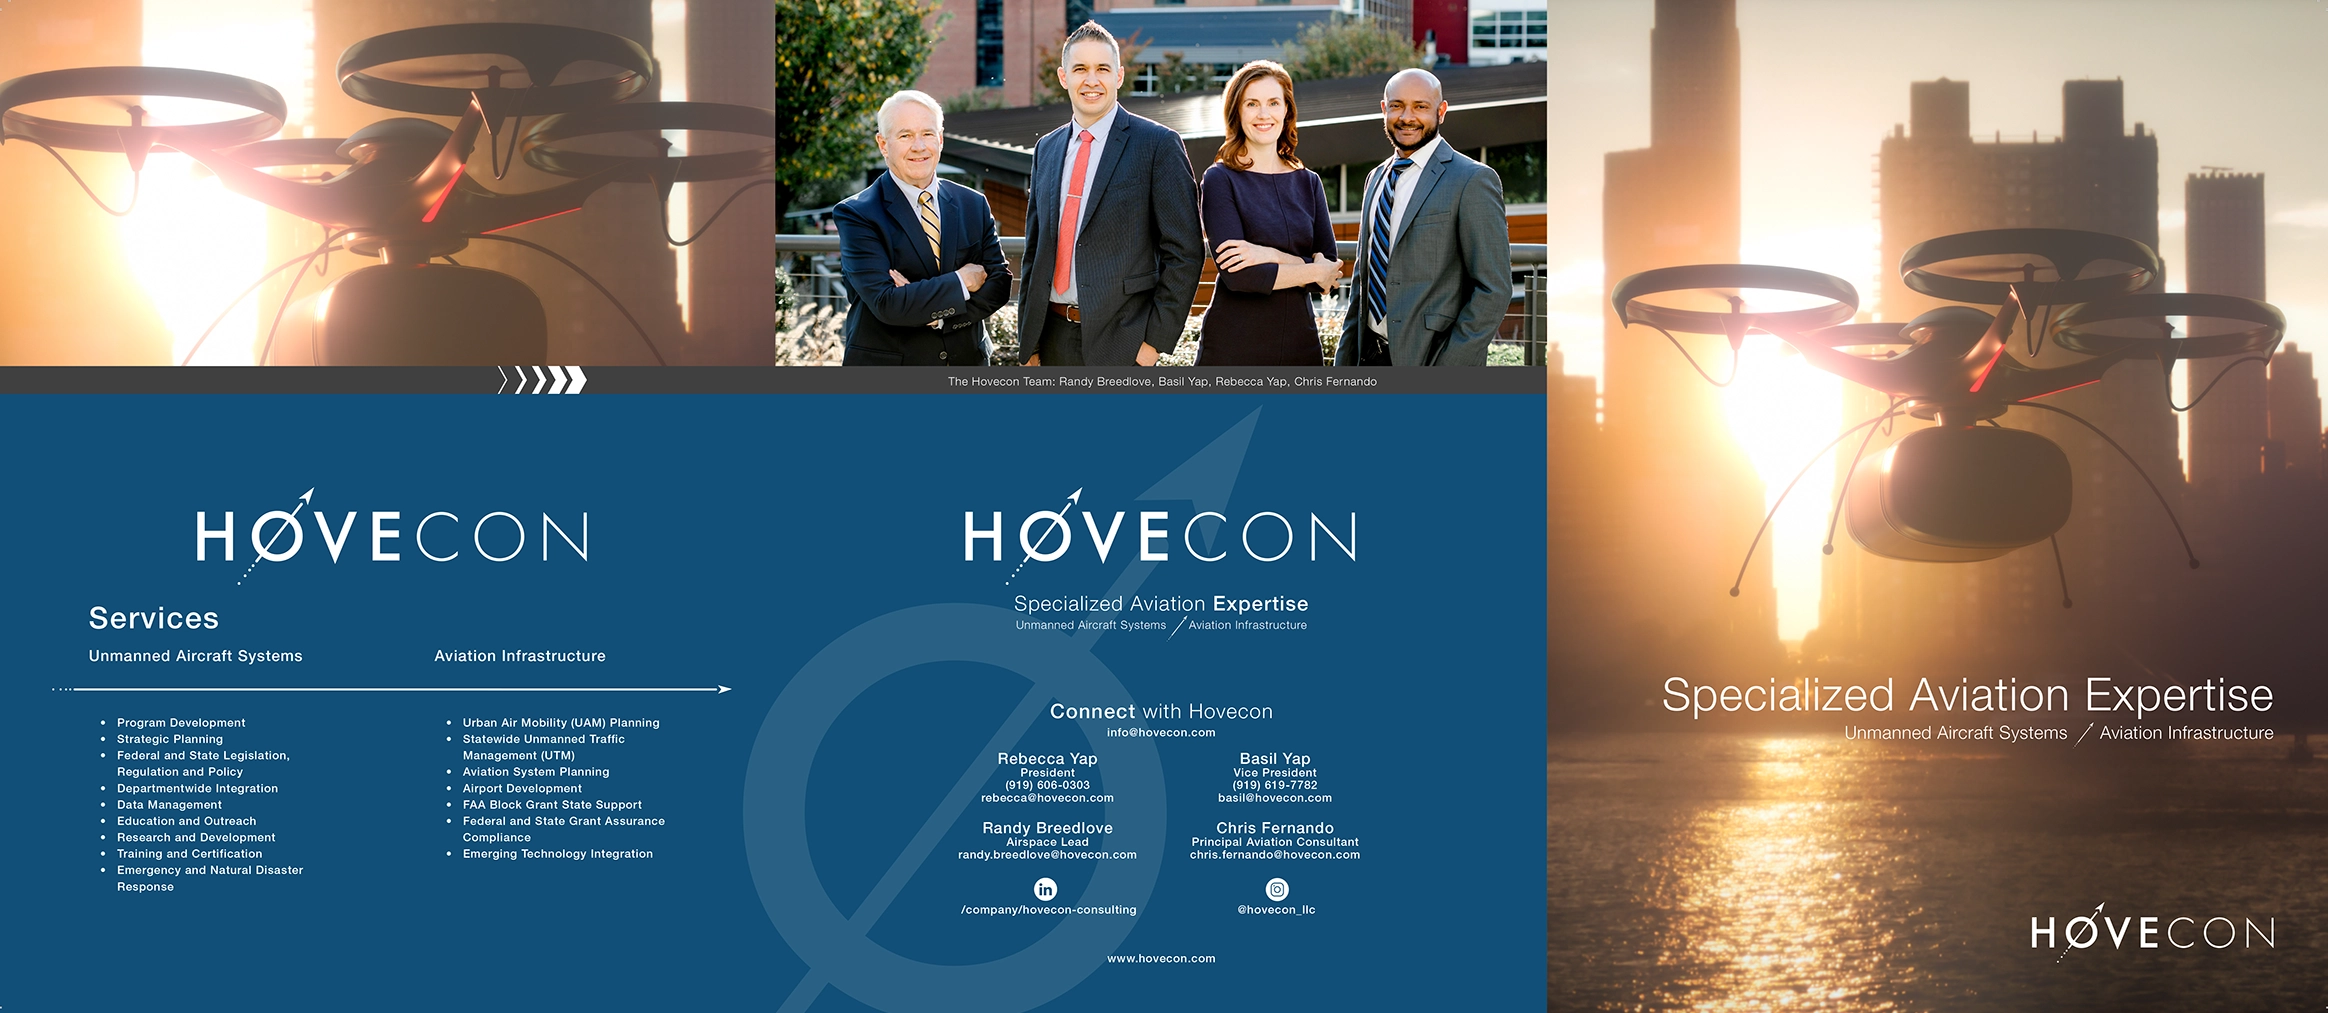 The Hovecon Team: Randy Breedlove, Basil Yap, Rebecca Yap, Chris Fernando
HOVECON
Services
Unmanned Aircraft Systems
Program Development
Strategic Planning
Federal and State Legislation,
Regulation and Policy
Departmentwide Integration
Data Management
Education and Outreach
Research and Development
Training and Certification
Emergency and Natural Disaster
Response
Aviation Infrastructure
Urban Air Mobility (UAM) Planning
Statewide Unmanned Traffic
Management (UTM)
Aviation System Planning
Airport Development
FAA Block Grant State Support
Federal and State Grant Assurance
Compliance
Emerging Technology Integration
HOVECON
Specialized Aviation Expertise
Unmanned Aircraft Systems Aviation Infrastructure
Connect with Hovecon
info@hovecon.com
Rebecca Yap
President
(919) 606-0303
rebecca@hovecon.com
Basil Yap
Vice President
(919) 619-7782
basil@hovecon.com
Randy Breedlove
Airspace Lead
randy.breedlove@hovecon.com
Chris Fernando
Principal Aviation Consultant
chris.fernando@hovecon.com
in
/company/hovecon-consulting
@hovecon_llc
www.hovecon.com
Specialized Aviation Expertise
Unmanned Aircraft Systems Aviation Infrastructure
HOVECON